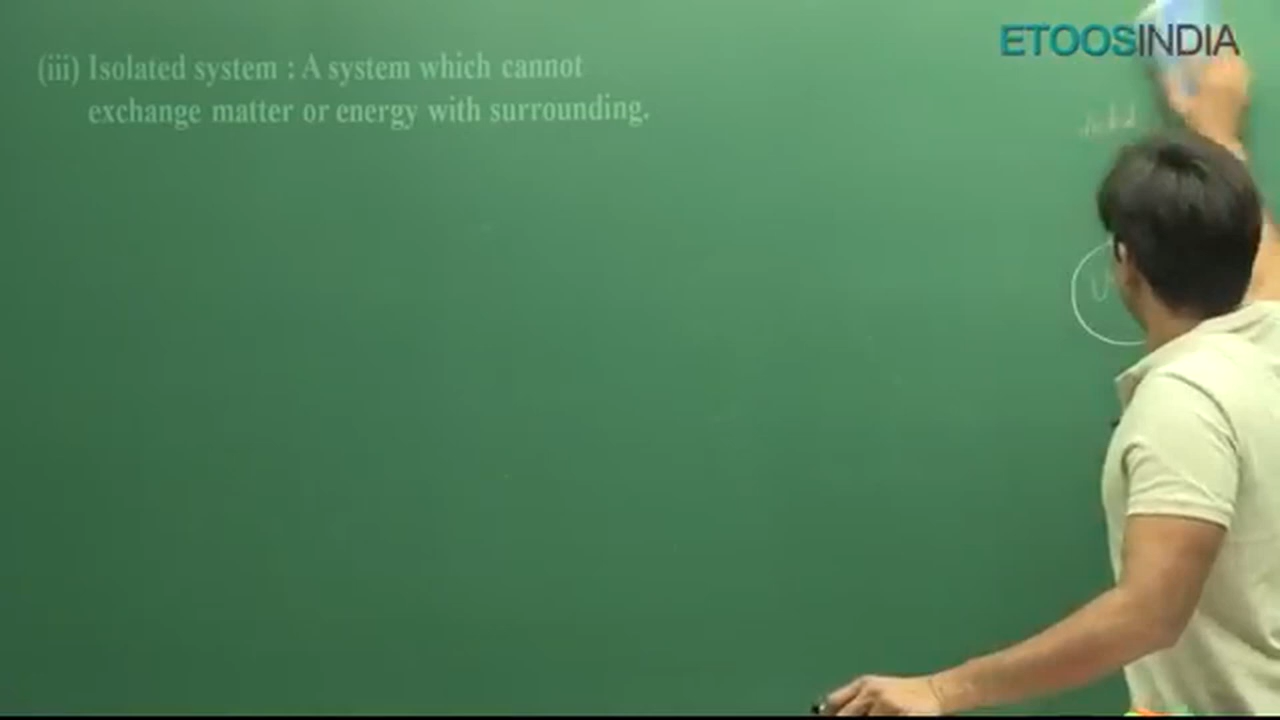 ETOOSINDIA
(iii) Isolated system : A system which cannot
exchange matter or energy with surrounding.